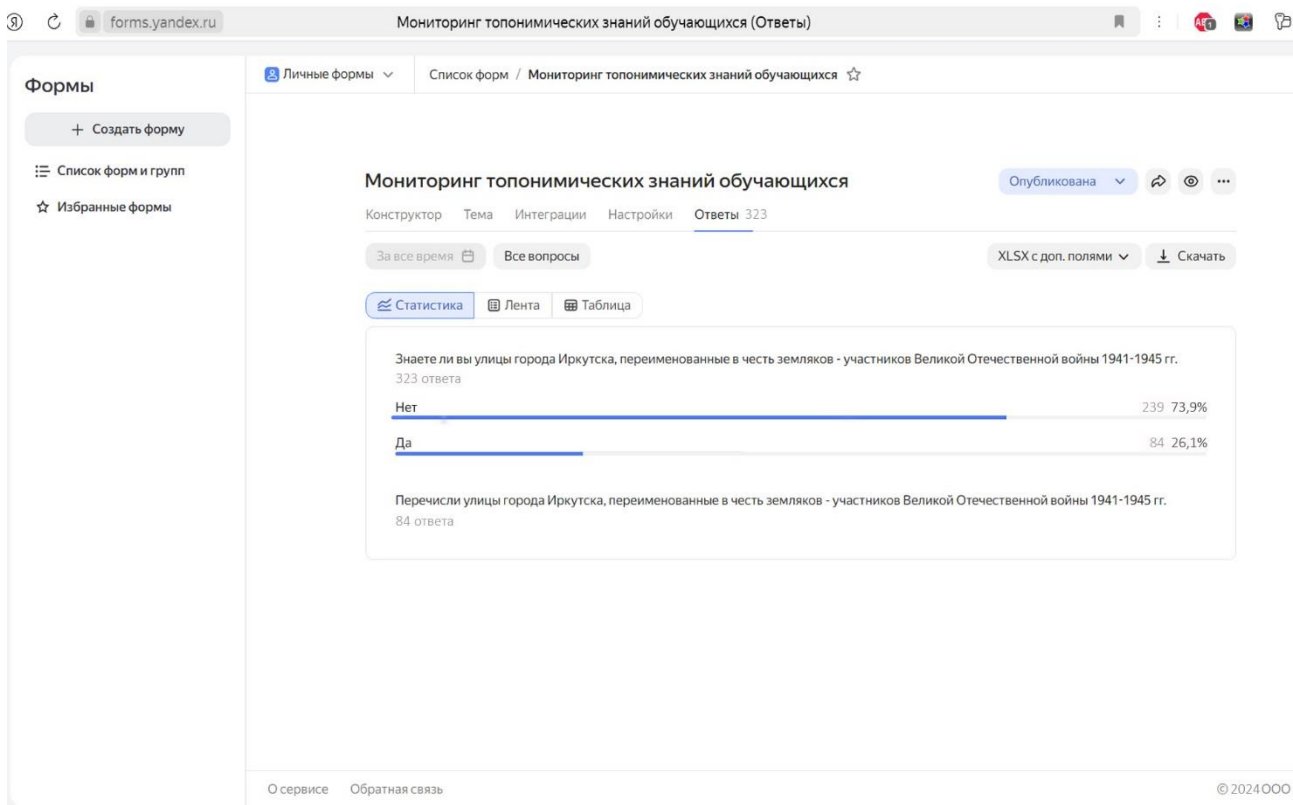 forms.yandex.ru
Мониторинг топонимических знаний обучающихся (Ответы)
Формы
Личные формы
Список форм / Мониторинг топонимических знаний обучающихся
+ Создать форму
Список форм и групп
Избранные формы
Мониторинг топонимических знаний обучающихся
Опубликована
Конструктор Тема Интеграции Настройки Ответы 323
За все время Все вопросы XLSX с доп. полями Скачать
Статистика Лента Таблица
Знаете ли вы улицы города Иркутска, переименованные в честь земляков - участников Великой Отечественной войны 1941-1945 гг.
323 ответа
Нет 239 73,9%
Да 84 26,1%
Перечисли улицы города Иркутска, переименованные в честь земляков - участников Великой Отечественной войны 1941-1945 гг.
84 ответа
О сервисе Обратная связь © 2024 ООО